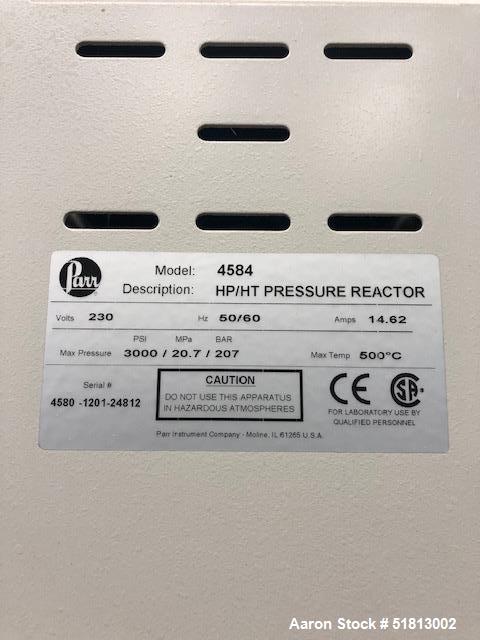 Parr
Model: 4584
Description: HP/HT PRESSURE REACTOR
Volts 230 Hz 50/60 Amps 14.62
PSI MPa BAR
Max Pressure 3000 / 20.7 / 207 Max Temp 500°C
Serial #
4580 -1201-24812
CAUTION
DO NOT USE THIS APPARATUS
IN HAZARDOUS ATMOSPHERES
CE SA
FOR LABORATORY USE BY
QUALIFIED PERSONNEL
Parr Instrument Company - Moline, IL 61265 U.S.A.
Aaron Stock # 51813002